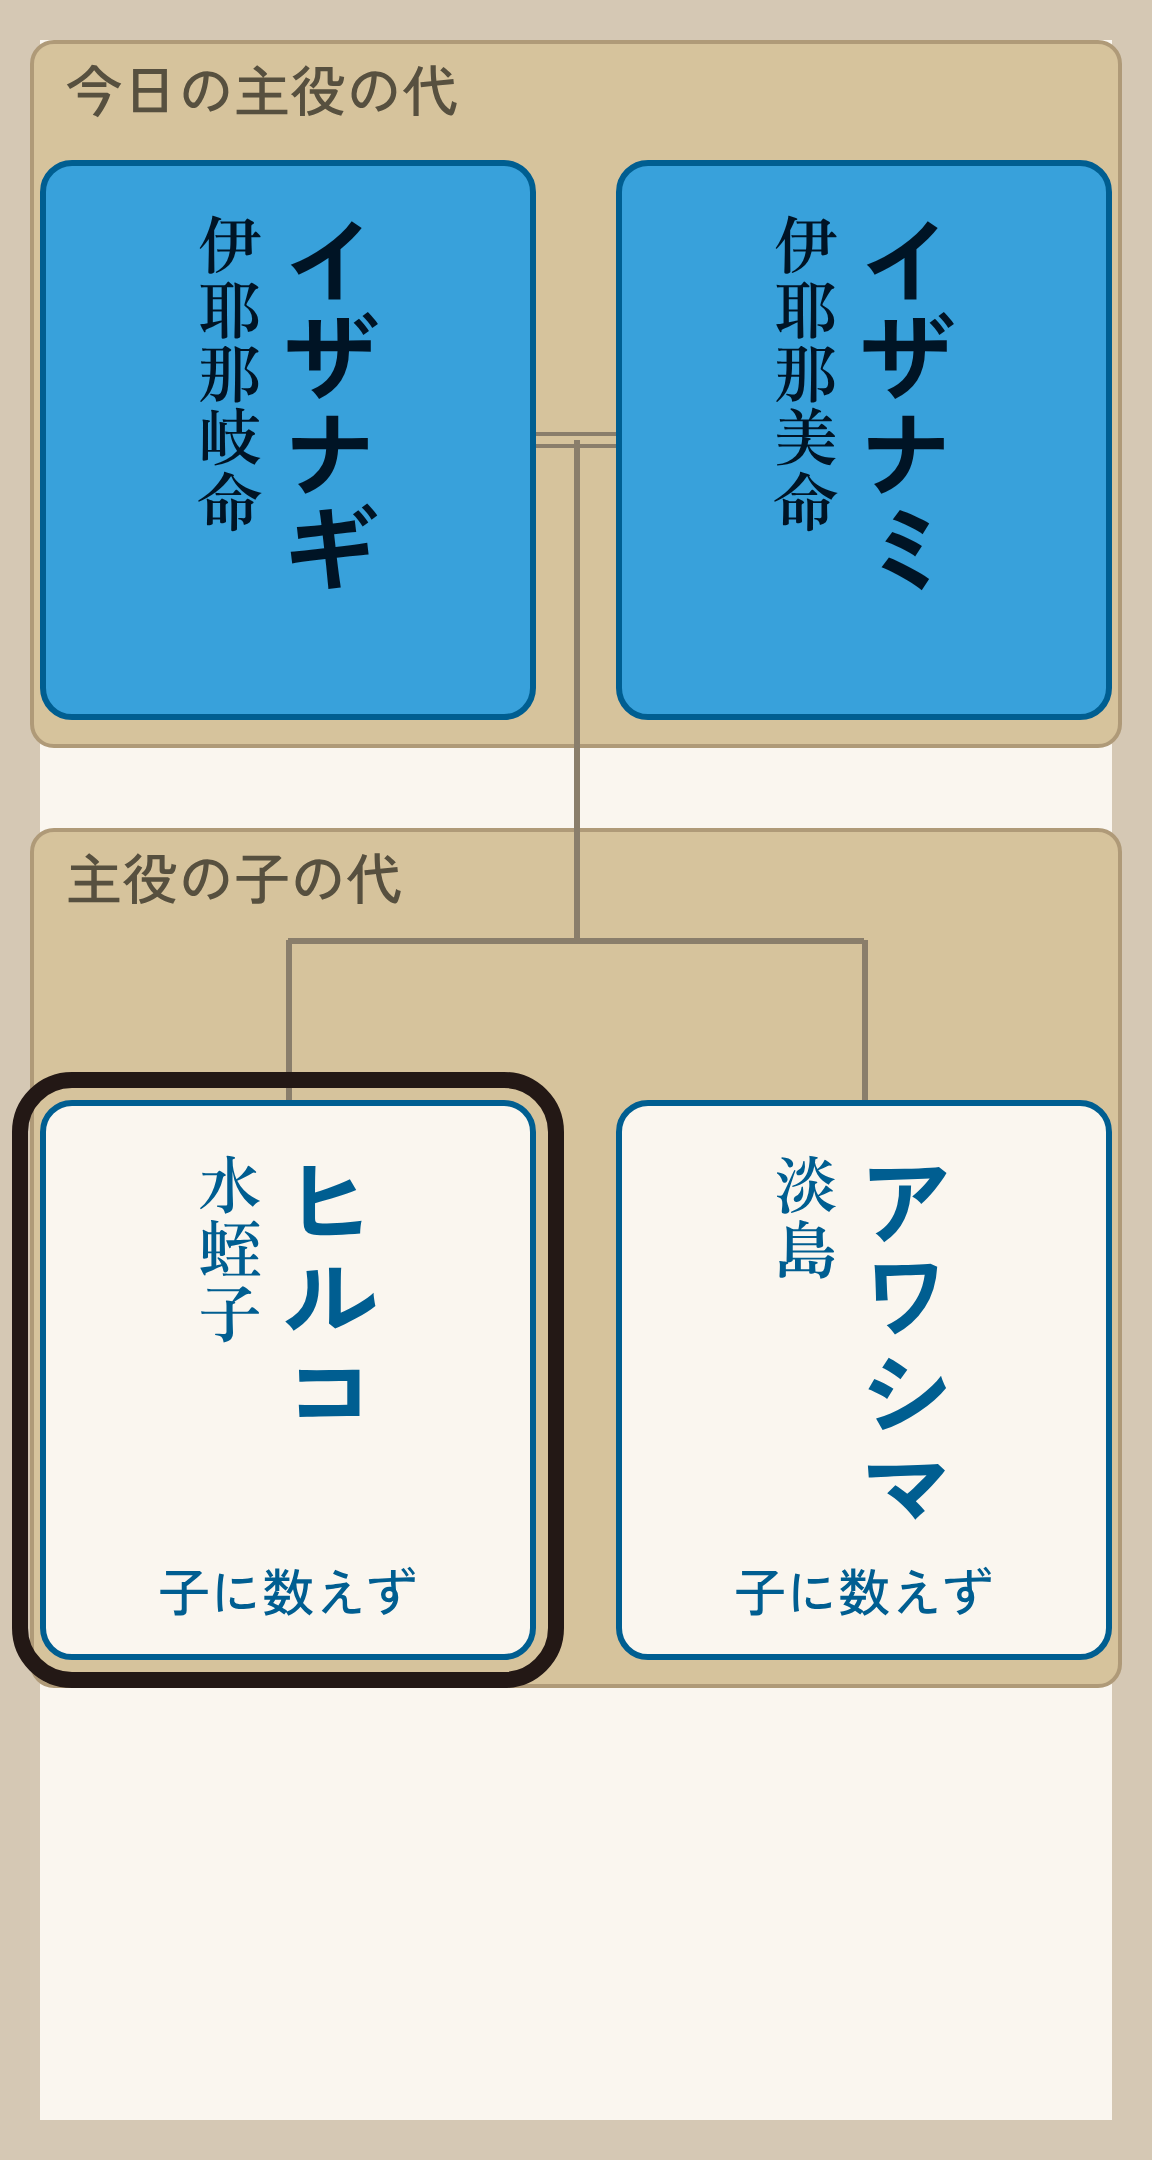 今日の主役の代
イザナギ
伊耶那岐命
イザナミ
伊耶那美命
主役の子の代
ヒルコ
水蛭子
子に数えず
アワシマ
淡島
子に数えず